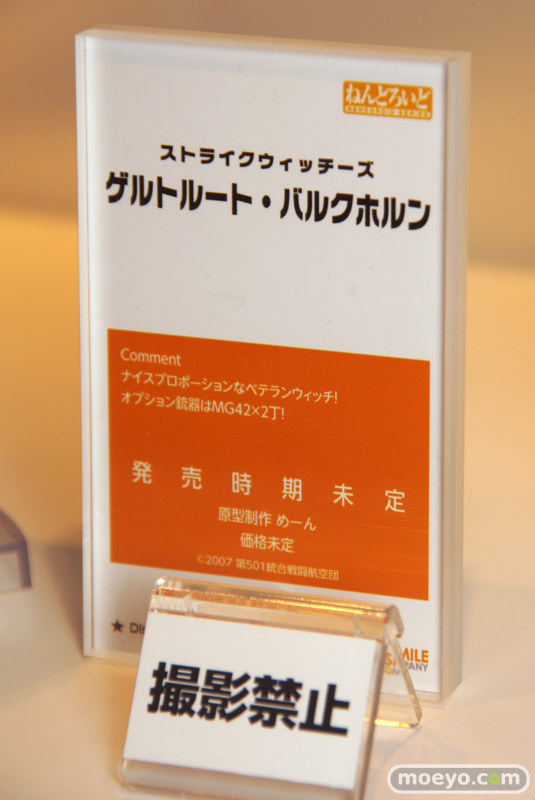 ねんどろいど
NENDOROID SERIES
ストライクウィッチーズ
ゲルトルート・バルクホルン
Comment
ナイスプロポーションなベテランウィッチ!
オプション銃器はMG42×2丁!
発売時期未定
原型制作 めーん
価格未定
©2007 第501統合戦闘航空団
★
撮影禁止
moeyo.com